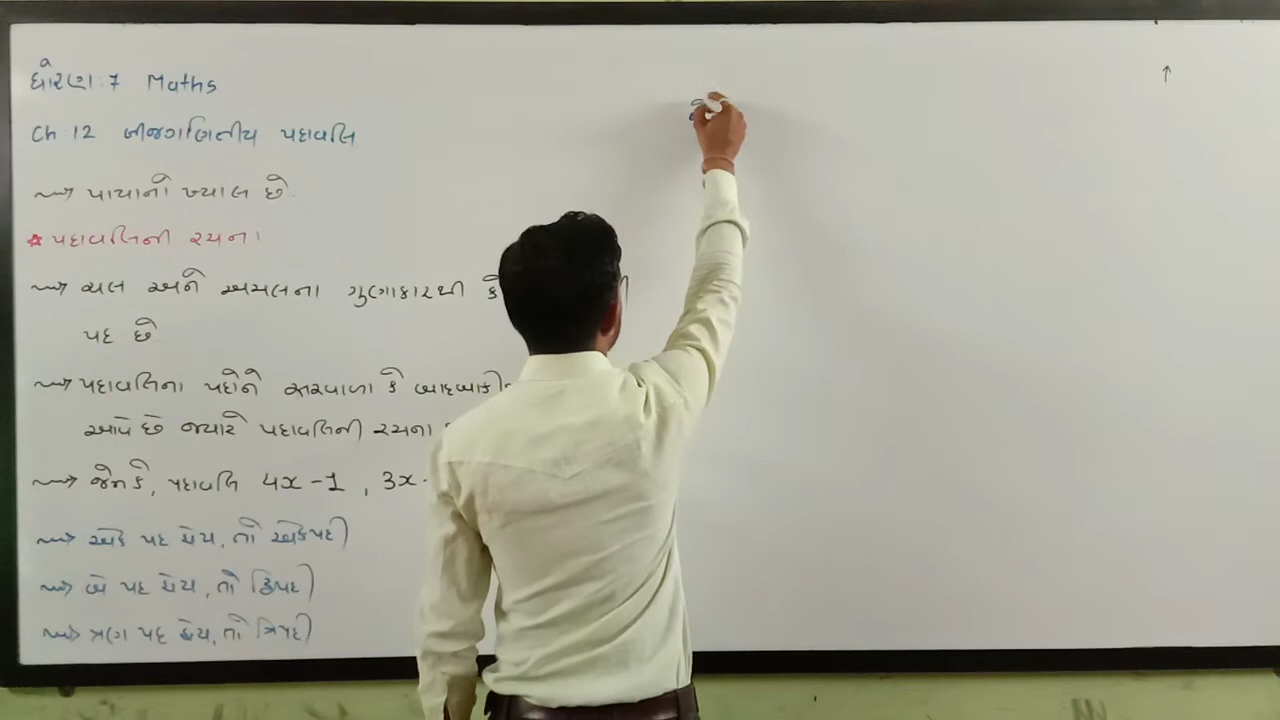 ધોરણ : 7 Maths
Ch 12 બીજગણિતીય પદાવલિ
પાયાનો ખ્યાલ છે.
* પદાવલિની રચના
ચલ અને અચલના ગુણાકારથી
પદ છે
પદાવલિના પદોને સરવાળા કે બાદબાકી
આપે છે જ્યારે પદાવલિની રચના
જેમ કે, પદાવલિ 4x - 1 , 3x
એક પદ હોય, તો એકપદી
બે પદ હોય, તો દ્વિપદી
ત્રણ પદ હોય, તો ત્રિપદી